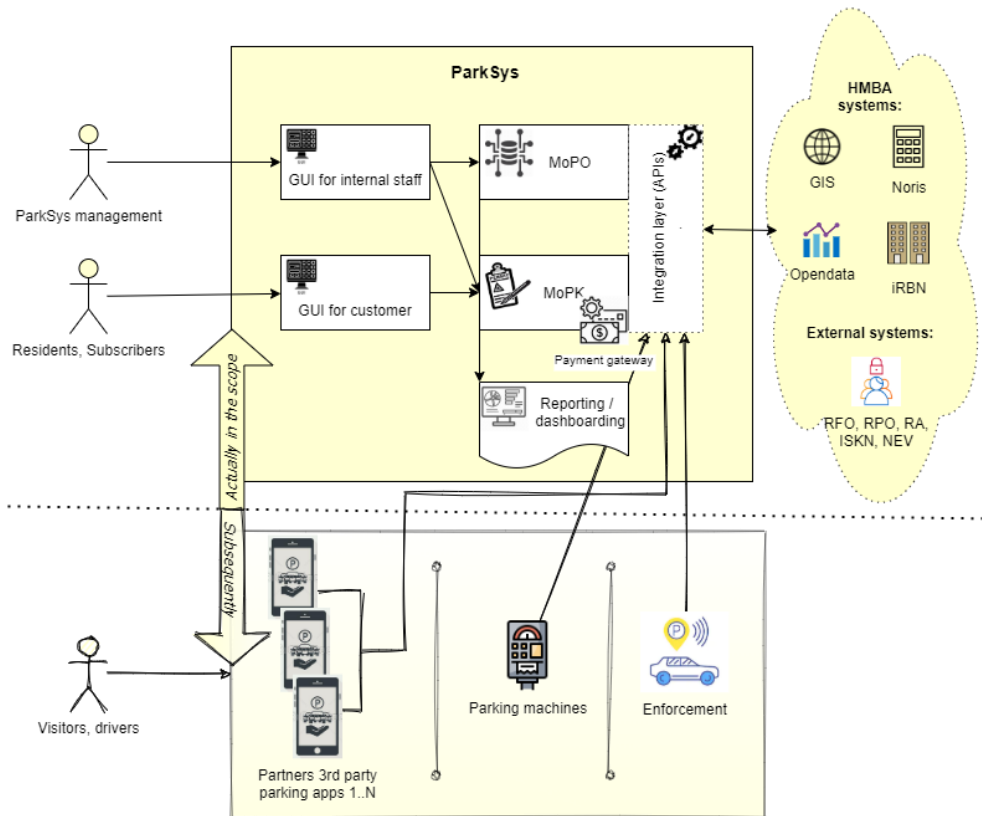 ParkSys
HMBA
systems:
GIS
Noris
Opendata
iRBN
External systems:
RFO, RPO, RA,
ISKN, NEV
ParkSys management
GUI for internal staff
MoPO
Integration layer (APIs)
Residents, Subscribers
GUI for customer
MoPK
Payment gateway
Reporting /
dashboarding
Actually in the scope
Subsequently
Visitors, drivers
Partners 3rd party
parking apps 1..N
Parking machines
Enforcement